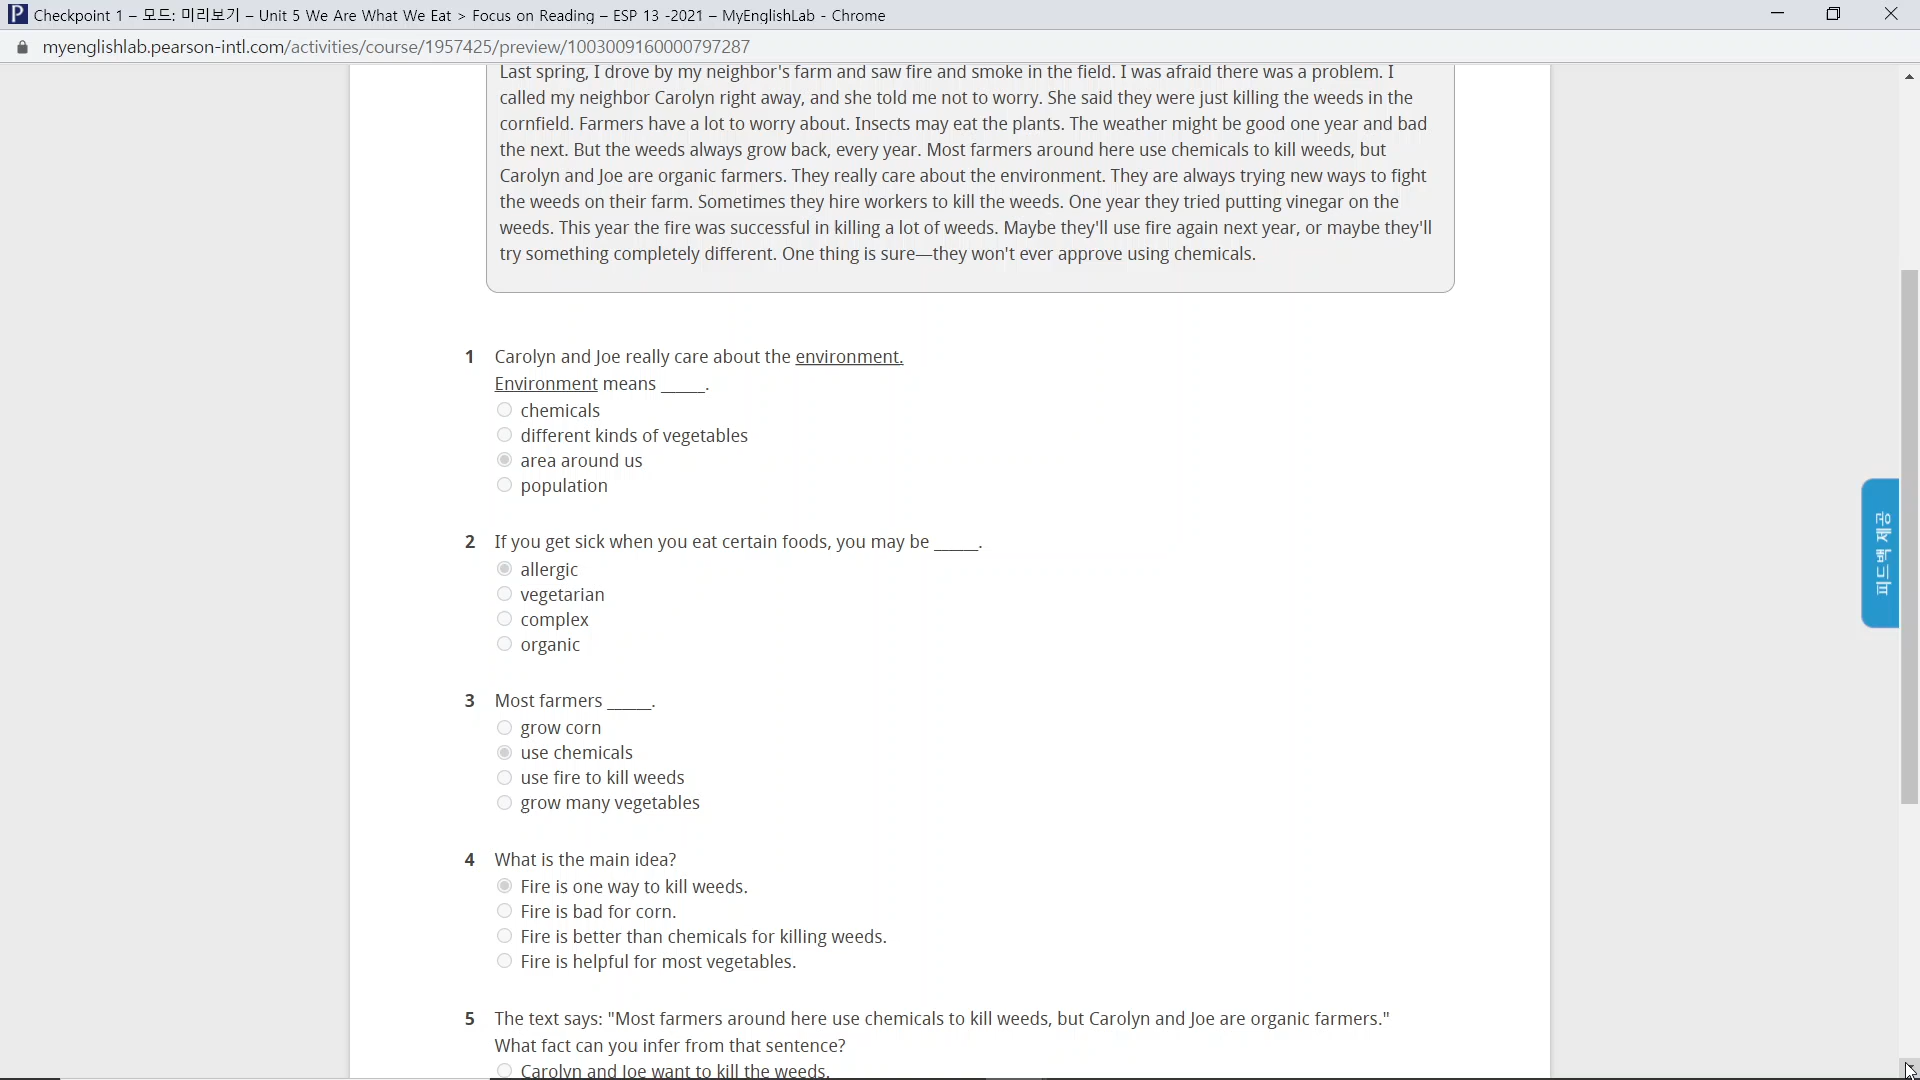 Checkpoint 1 – 모드: 미리보기 – Unit 5 We Are What We Eat > Focus on Reading – ESP 13 -2021 – MyEnglishLab - Chrome
myenglishlab.pearson-intl.com/activities/course/1957425/preview/1003009160000797287
Last spring, I drove by my neighbor's farm and saw fire and smoke in the field. I was afraid there was a problem. I
called my neighbor Carolyn right away, and she told me not to worry. She said they were just killing the weeds in the
cornfield. Farmers have a lot to worry about. Insects may eat the plants. The weather might be good one year and bad
the next. But the weeds always grow back, every year. Most farmers around here use chemicals to kill weeds, but
Carolyn and Joe are organic farmers. They really care about the environment. They are always trying new ways to fight
the weeds on their farm. Sometimes they hire workers to kill the weeds. One year they tried putting vinegar on the
weeds. This year the fire was successful in killing a lot of weeds. Maybe they'll use fire again next year, or maybe they'll
try something completely different. One thing is sure—they won't ever approve using chemicals.
1 Carolyn and Joe really care about the environment.
Environment means _____.
chemicals
different kinds of vegetables
area around us
population
2 If you get sick when you eat certain foods, you may be _____.
allergic
vegetarian
complex
organic
3 Most farmers _____.
grow corn
use chemicals
use fire to kill weeds
grow many vegetables
4 What is the main idea?
Fire is one way to kill weeds.
Fire is bad for corn.
Fire is better than chemicals for killing weeds.
Fire is helpful for most vegetables.
5 The text says: "Most farmers around here use chemicals to kill weeds, but Carolyn and Joe are organic farmers."
What fact can you infer from that sentence?
Carolyn and Joe want to kill the weeds.
피드백 제공